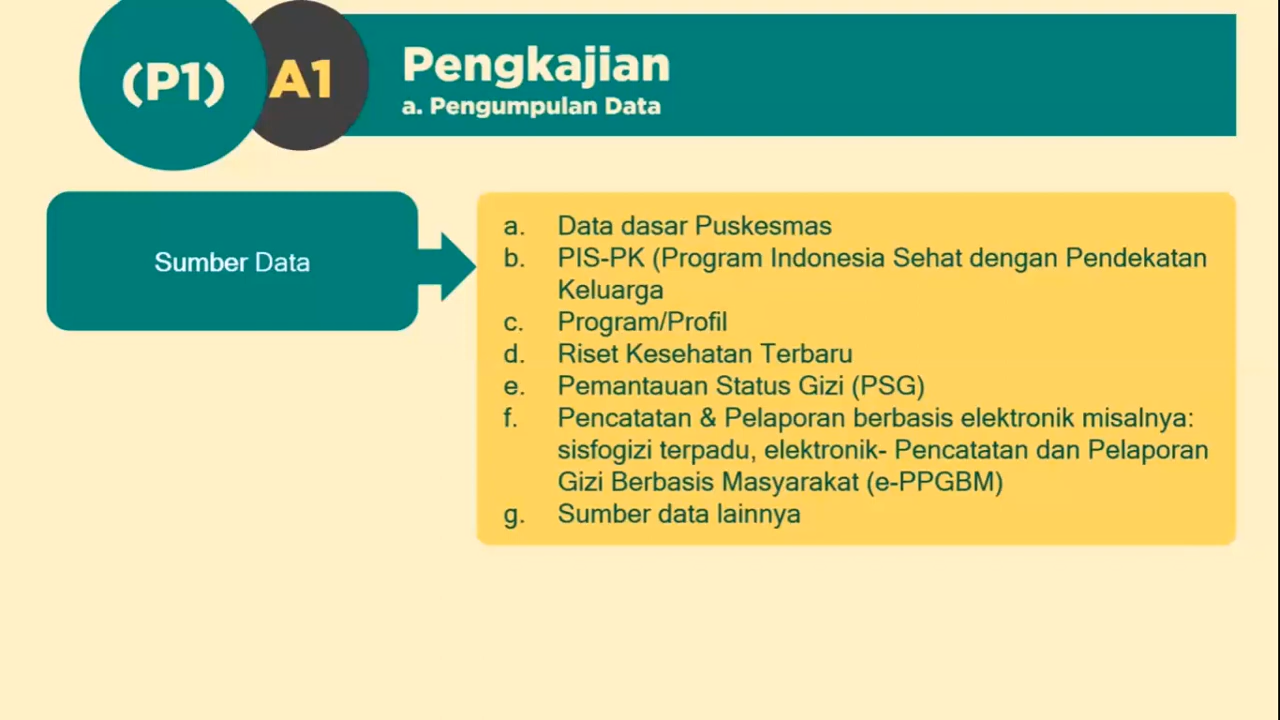 (P1)
A1
Pengkajian
a. Pengumpulan Data
Sumber Data
a. Data dasar Puskesmas
b. PIS-PK (Program Indonesia Sehat dengan Pendekatan
Keluarga
c. Program/Profil
d. Riset Kesehatan Terbaru
e. Pemantauan Status Gizi (PSG)
f. Pencatatan & Pelaporan berbasis elektronik misalnya:
sisfogizi terpadu, elektronik- Pencatatan dan Pelaporan
Gizi Berbasis Masyarakat (e-PPGBM)
g. Sumber data lainnya